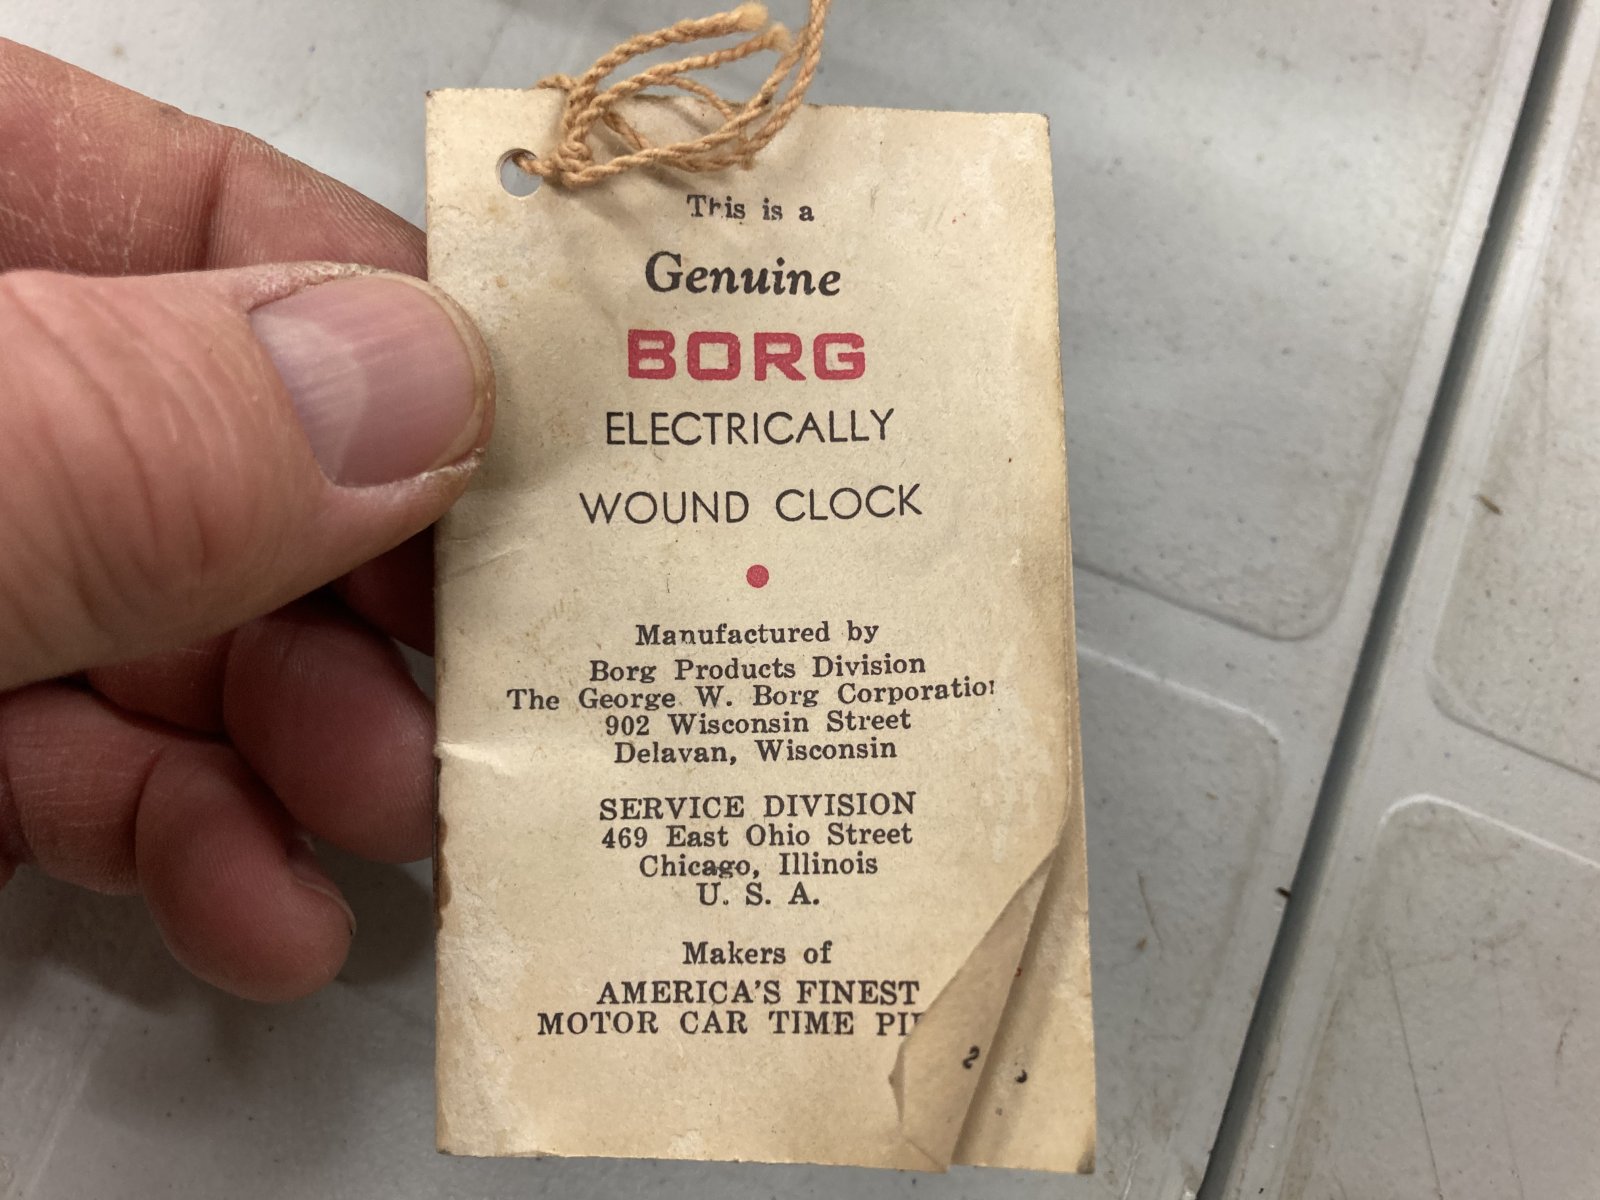 This is a
Genuine
BORG
ELECTRICALLY
WOUND CLOCK
Manufactured by
Borg Products Division
The George W. Borg Corporation
902 Wisconsin Street
Delavan, Wisconsin
SERVICE DIVISION
469 East Ohio Street
Chicago, Illinois
U. S. A.
Makers of
AMERICA'S FINEST
MOTOR CAR TIME